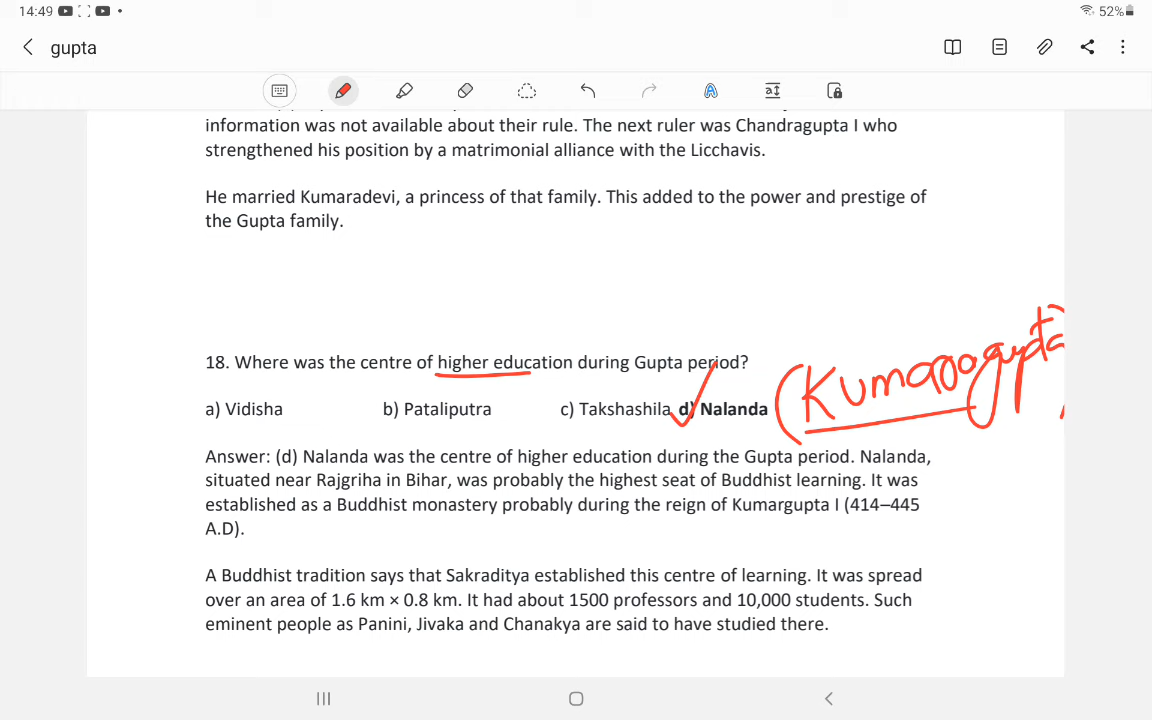 14:49
52%
gupta
information was not available about their rule. The next ruler was Chandragupta I who
strengthened his position by a matrimonial alliance with the Licchavis.
He married Kumaradevi, a princess of that family. This added to the power and prestige of
the Gupta family.
18. Where was the centre of higher education during Gupta period?
a) Vidisha b) Pataliputra c) Takshashila d) Nalanda
(Kumaragupta)
Answer: (d) Nalanda was the centre of higher education during the Gupta period. Nalanda,
situated near Rajgriha in Bihar, was probably the highest seat of Buddhist learning. It was
established as a Buddhist monastery probably during the reign of Kumargupta I (414–445
A.D).
A Buddhist tradition says that Sakraditya established this centre of learning. It was spread
over an area of 1.6 km × 0.8 km. It had about 1500 professors and 10,000 students. Such
eminent people as Panini, Jivaka and Chanakya are said to have studied there.